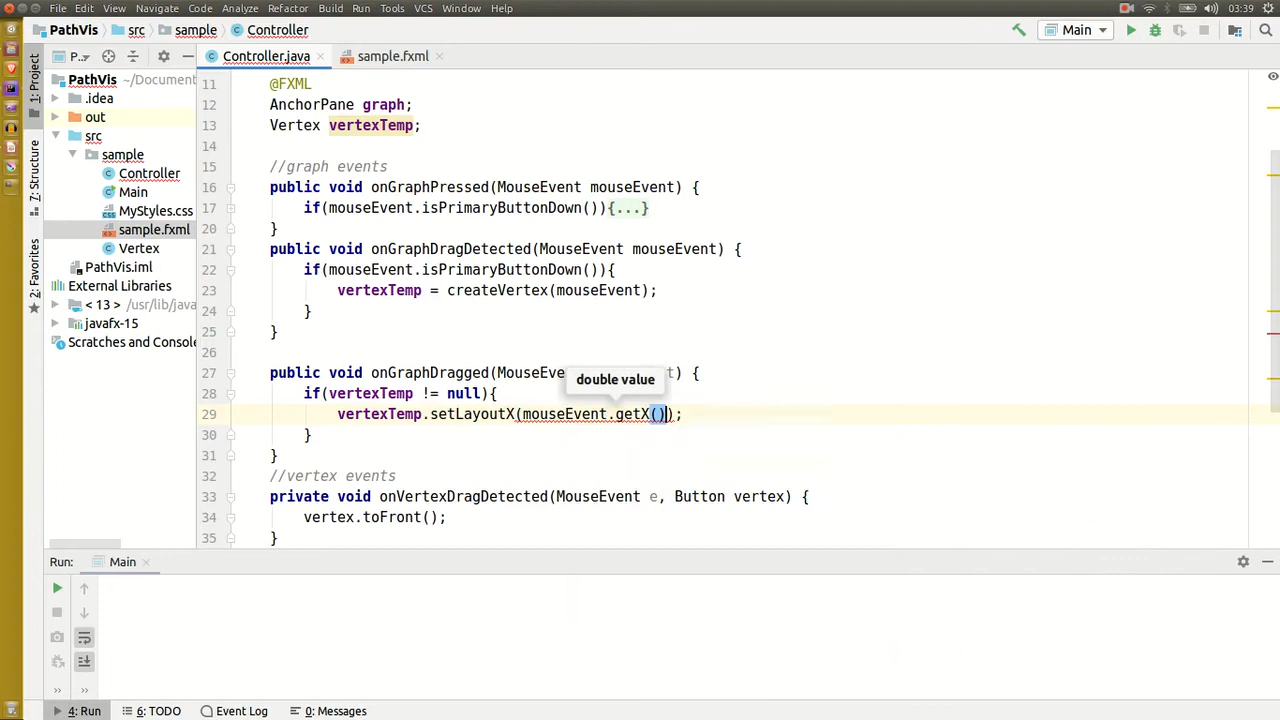 File Edit View Navigate Code Analyze Refactor Build Run Tools VCS Window Help 03:39
PathVis src sample Controller Main
P.. Controller.java sample.fxml
1: Project
7: Structure
2: Favorites
PathVis ~/Document
.idea
out
src
sample
Controller
Main
MyStyles.css
sample.fxml
Vertex
PathVis.iml
External Libraries
< 13 > /usr/lib/java
javafx-15
Scratches and Console
11 @FXML
12 AnchorPane graph;
13 Vertex vertexTemp;
14
15 //graph events
16 public void onGraphPressed(MouseEvent mouseEvent) {
17 if(mouseEvent.isPrimaryButtonDown()){...}
20 }
21 public void onGraphDragDetected(MouseEvent mouseEvent) {
22 if(mouseEvent.isPrimaryButtonDown()){
23 vertexTemp = createVertex(mouseEvent);
24 }
25 }
26
27 public void onGraphDragged(MouseEve t) {
double value
28 if(vertexTemp != null){
29 vertexTemp.setLayoutX(mouseEvent.getX());
30 }
31 }
32 //vertex events
33 private void onVertexDragDetected(MouseEvent e, Button vertex) {
34 vertex.toFront();
35 }
Run: Main
>> >>
4: Run 6: TODO Event Log 0: Messages